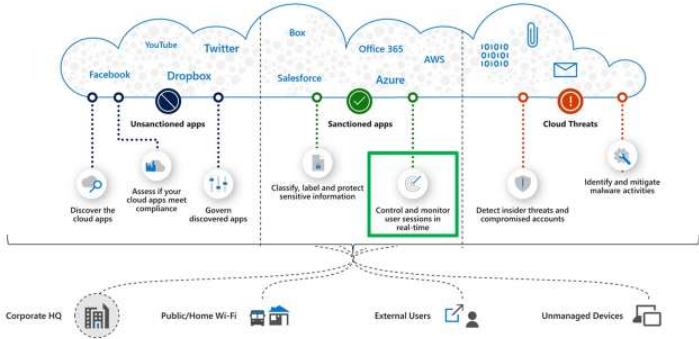 Box
YouTube
Twitter
Office 365
AWS
101010
010101
101010
Facebook
Dropbox
Salesforce
Azure
Unsanctioned apps
Sanctioned apps
Cloud Threats
Discover the
cloud apps
Assess if your
cloud apps meet
compliance
Govern
discovered apps
Classify, label and protect
sensitive information
Control and monitor
user sessions in
real-time
Detect insider threats and
compromised accounts
Identify and mitigate
malware activities
Corporate HQ
Public/Home Wi-Fi
External Users
Unmanaged Devices